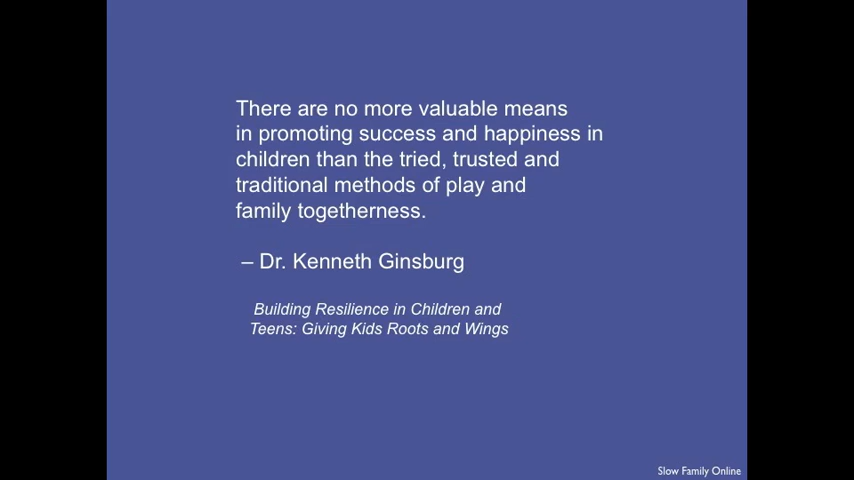 There are no more valuable means
in promoting success and happiness in
children than the tried, trusted and
traditional methods of play and
family togetherness.
– Dr. Kenneth Ginsburg
Building Resilience in Children and
Teens: Giving Kids Roots and Wings
Slow Family Online